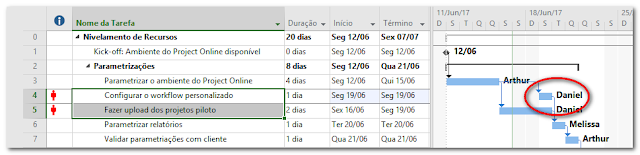 11/Jun/17 18/Jun/17 25/
Nome da Tarefa Duração Início Término D S T Q Q S S D S T Q Q S S D S
0 Nivelamento de Recursos 20 dias Seg 12/06 Sex 07/07
1 Kick-off: Ambiente do Project Online disponível 0 dias Seg 12/06 Seg 12/06 12/06
2 Parametrizações 8 dias Seg 12/06 Qua 21/06
3 Parametrizar o ambiente do Project Online 4 dias Seg 12/06 Qui 15/06 Arthur
4 Configurar o workflow personalizado 1 dia Seg 19/06 Seg 19/06 Daniel
5 Fazer upload dos projetos piloto 2 dias Sex 16/06 Seg 19/06 Daniel
6 Parametrizar relatórios 1 dia Ter 20/06 Ter 20/06 Melissa
7 Validar parametriações com cliente 1 dia Qua 21/06 Qua 21/06 Arthur